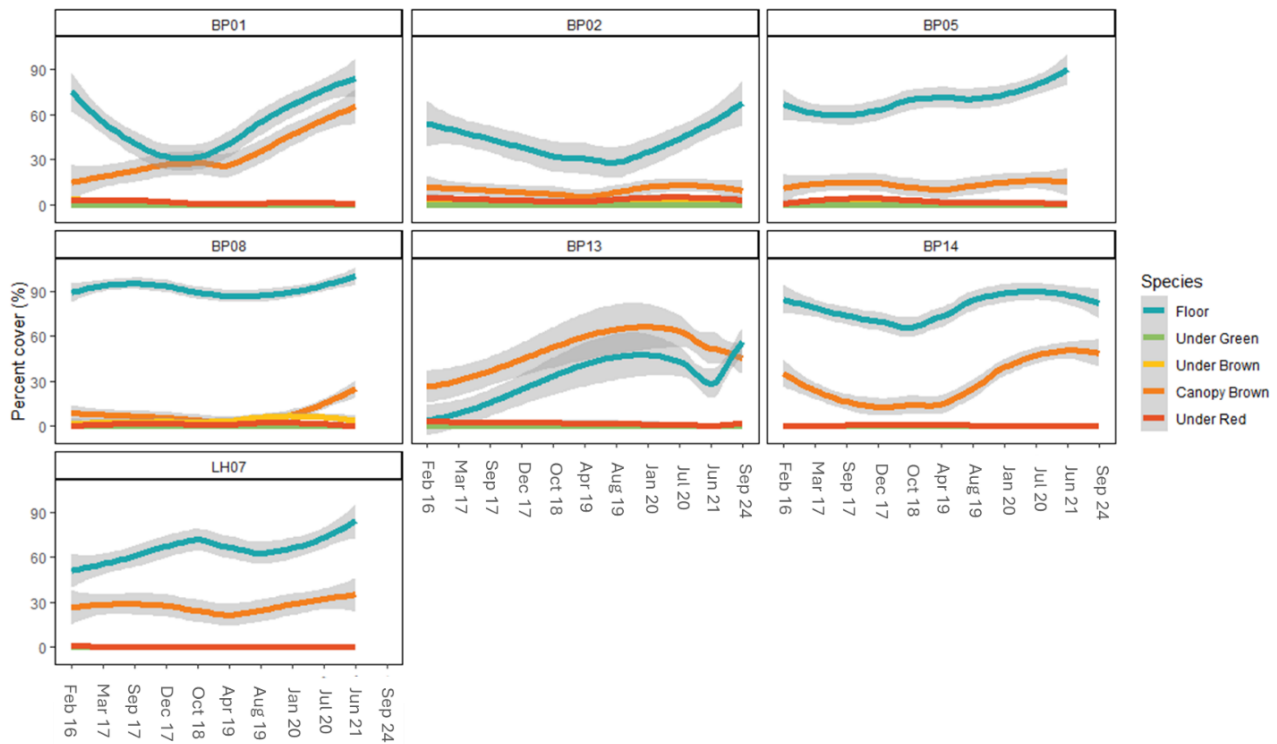 BP01
BP02
BP05
90
60
30
0
BP08
BP13
BP14
90
60
30
0
Percent cover (%)
Feb 16
Mar 17
Sep 17
Dec 17
Oct 18
Apr 19
Aug 19
Jan 20
Jul 20
Jun 21
Sep 24
Feb 16
Mar 17
Sep 17
Dec 17
Oct 18
Apr 19
Aug 19
Jan 20
Jul 20
Jun 21
Sep 24
LH07
90
60
30
0
Feb 16
Mar 17
Sep 17
Dec 17
Oct 18
Apr 19
Aug 19
Jan 20
Jul 20
Jun 21
Sep 24
Species
Floor
Under Green
Under Brown
Canopy Brown
Under Red